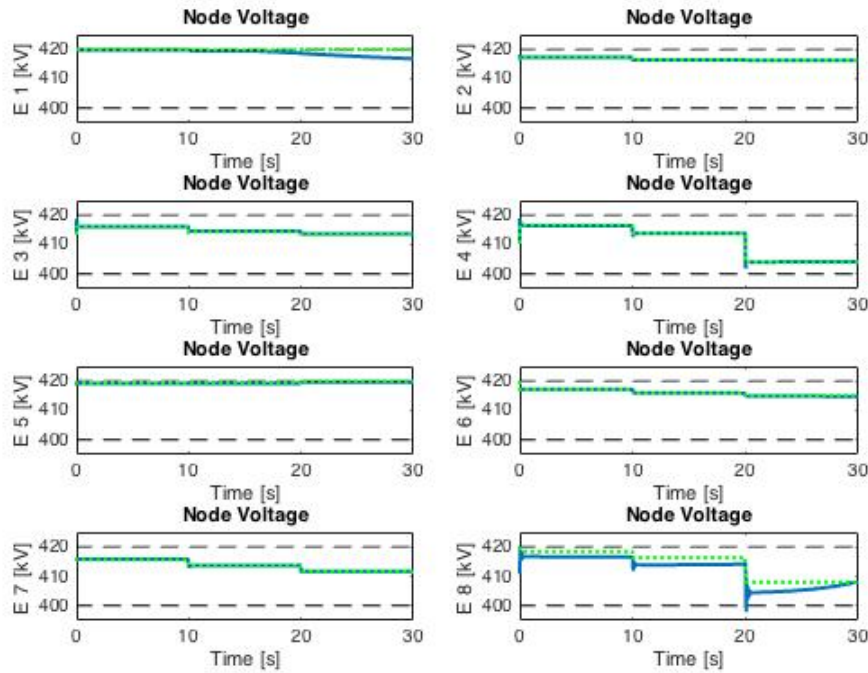 Node Voltage
E 1 [kV]
420
410
400
0 10 20 30
Time [s]
Node Voltage
E 2 [kV]
420
410
400
0 10 20 30
Time [s]
Node Voltage
E 3 [kV]
420
410
400
0 10 20 30
Time [s]
Node Voltage
E 4 [kV]
420
410
400
0 10 20 30
Time [s]
Node Voltage
E 5 [kV]
420
410
400
0 10 20 30
Time [s]
Node Voltage
E 6 [kV]
420
410
400
0 10 20 30
Time [s]
Node Voltage
E 7 [kV]
420
410
400
0 10 20 30
Time [s]
Node Voltage
E 8 [kV]
420
410
400
0 10 20 30
Time [s]